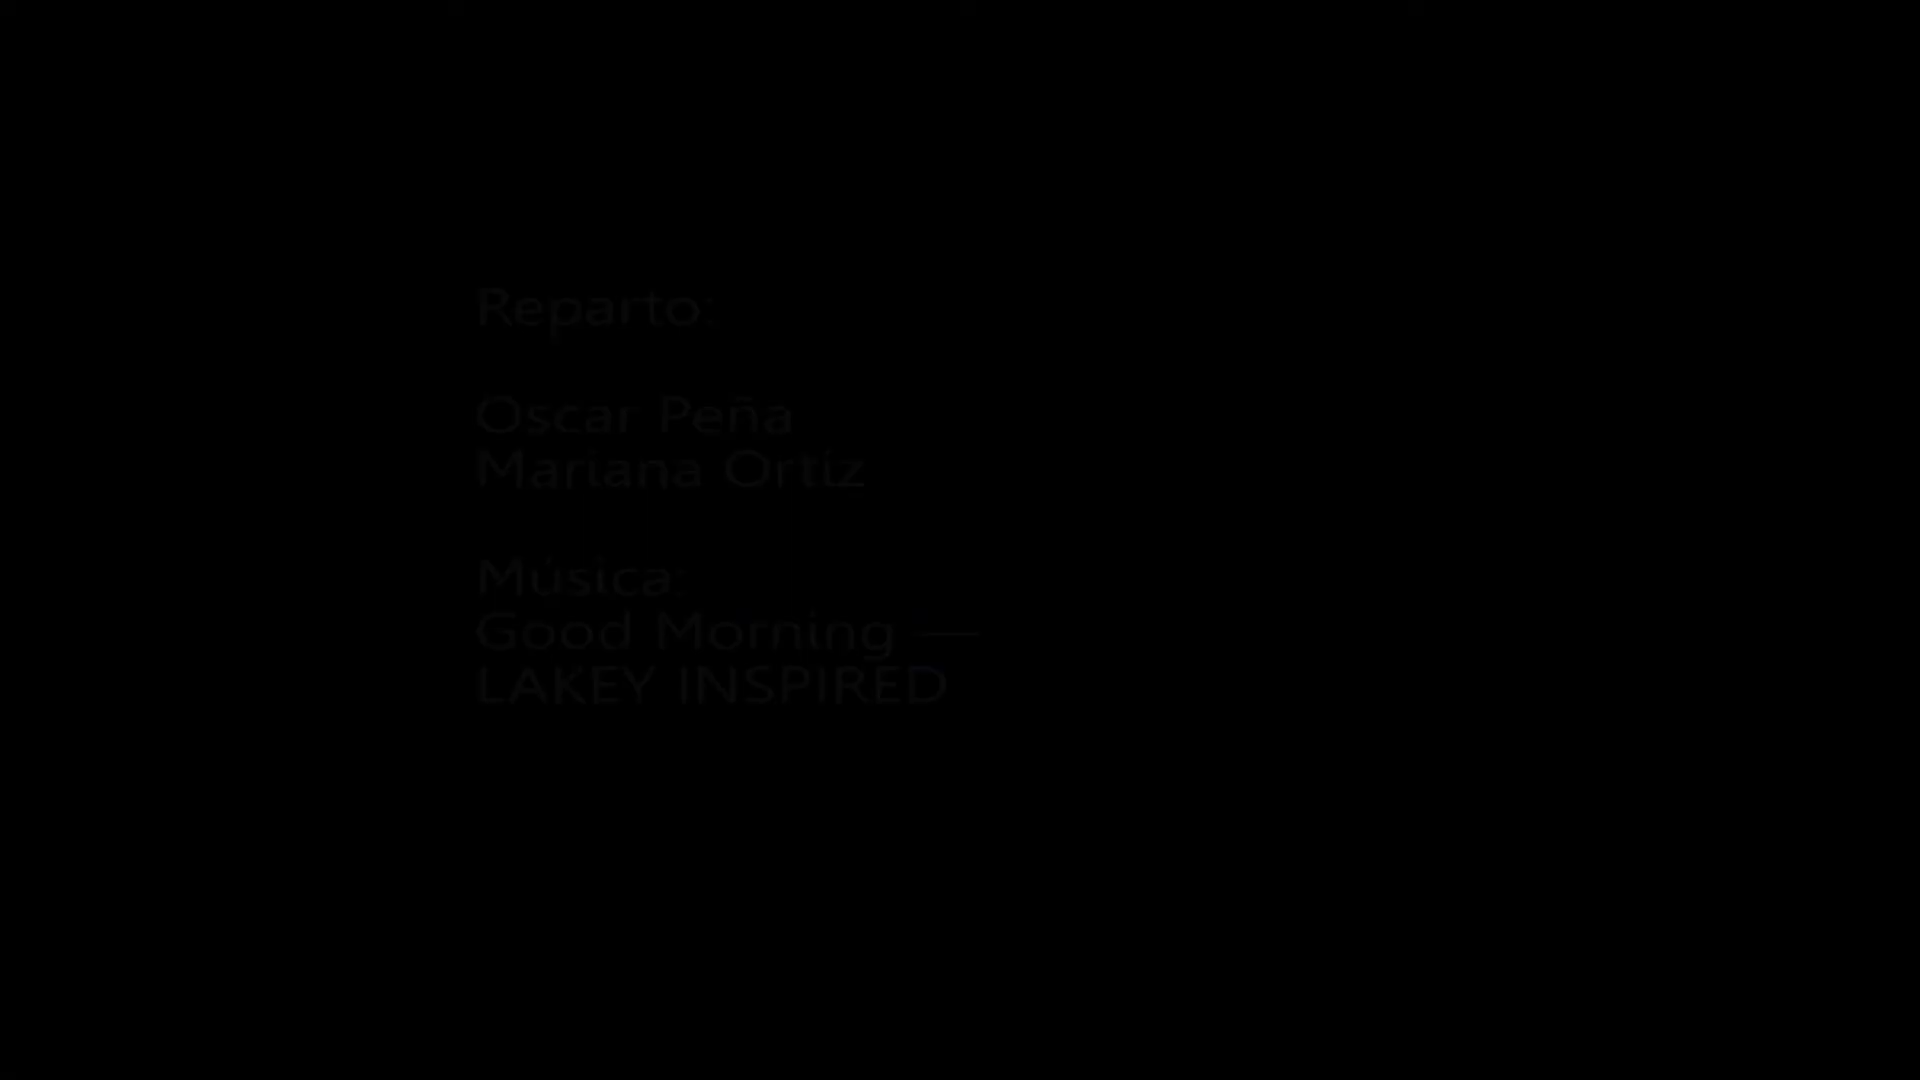 Reparto:
Oscar Peña
Mariana Ortiz
Música:
Good Morning —
LAKEY INSPIRED